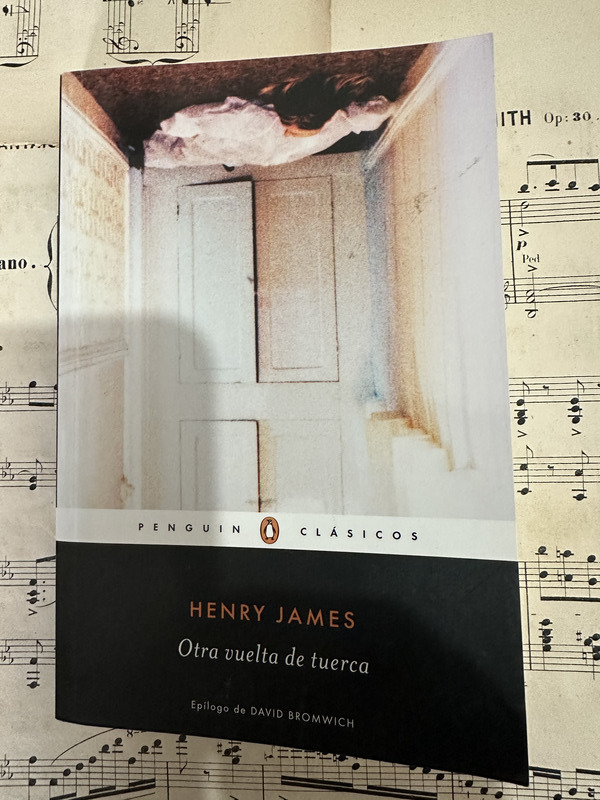 ITH Op: 30.
ano.
P
Ped
PENGUIN CLÁSICOS
HENRY JAMES
Otra vuelta de tuerca
Epílogo de DAVID BROMWICH